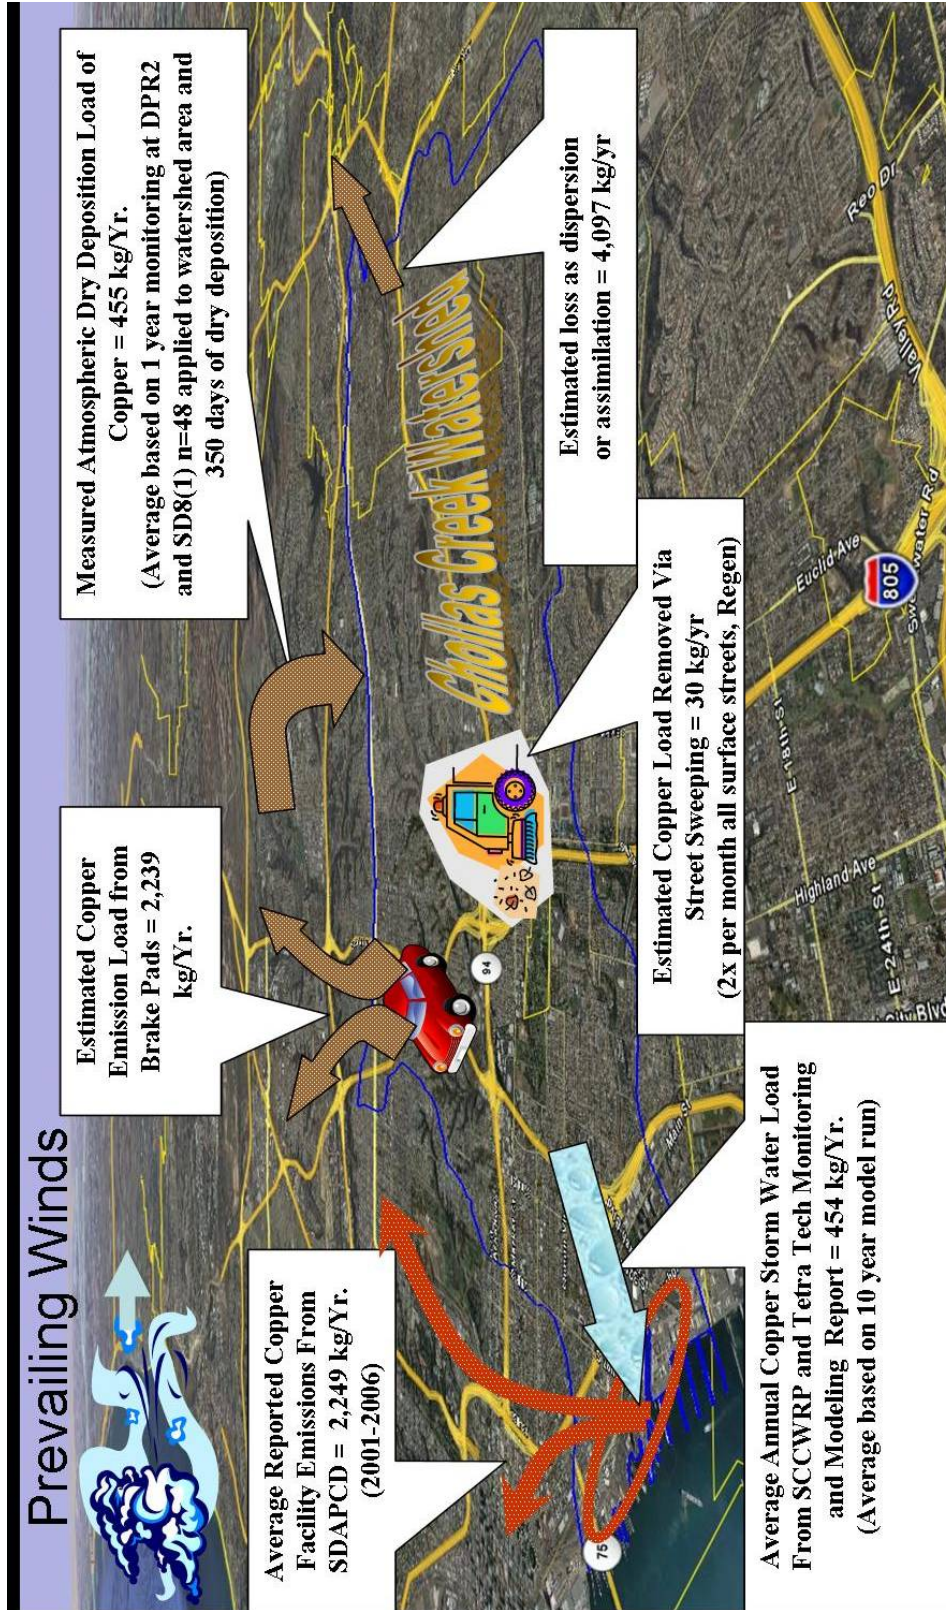 Prevailing Winds
Measured Atmospheric Dry Deposition Load of
Copper = 455 kg/Yr.
(Average based on 1 year monitoring at DPR2
and SD8(1) n=48 applied to watershed area and
350 days of dry deposition)
Estimated Copper
Emission Load from
Brake Pads = 2,239
kg/Yr.
Average Reported Copper
Facility Emissions From
SDAPCD = 2,249 kg/Yr.
(2001-2006)
Chollas Creek Watershed
Estimated loss as dispersion
or assimilation = 4,097 kg/yr
Estimated Copper Load Removed Via
Street Sweeping = 30 kg/yr
(2x per month all surface streets, Regen)
Average Annual Copper Storm Water Load
From SCCWRP and Tetra Tech Monitoring
and Modeling Report = 454 kg/Yr.
(Average based on 10 year model run)
94
75
805
Main St
Reo Dr
Valley Rd
Euclid Ave
E 18th St
Highland Ave
E 24th St